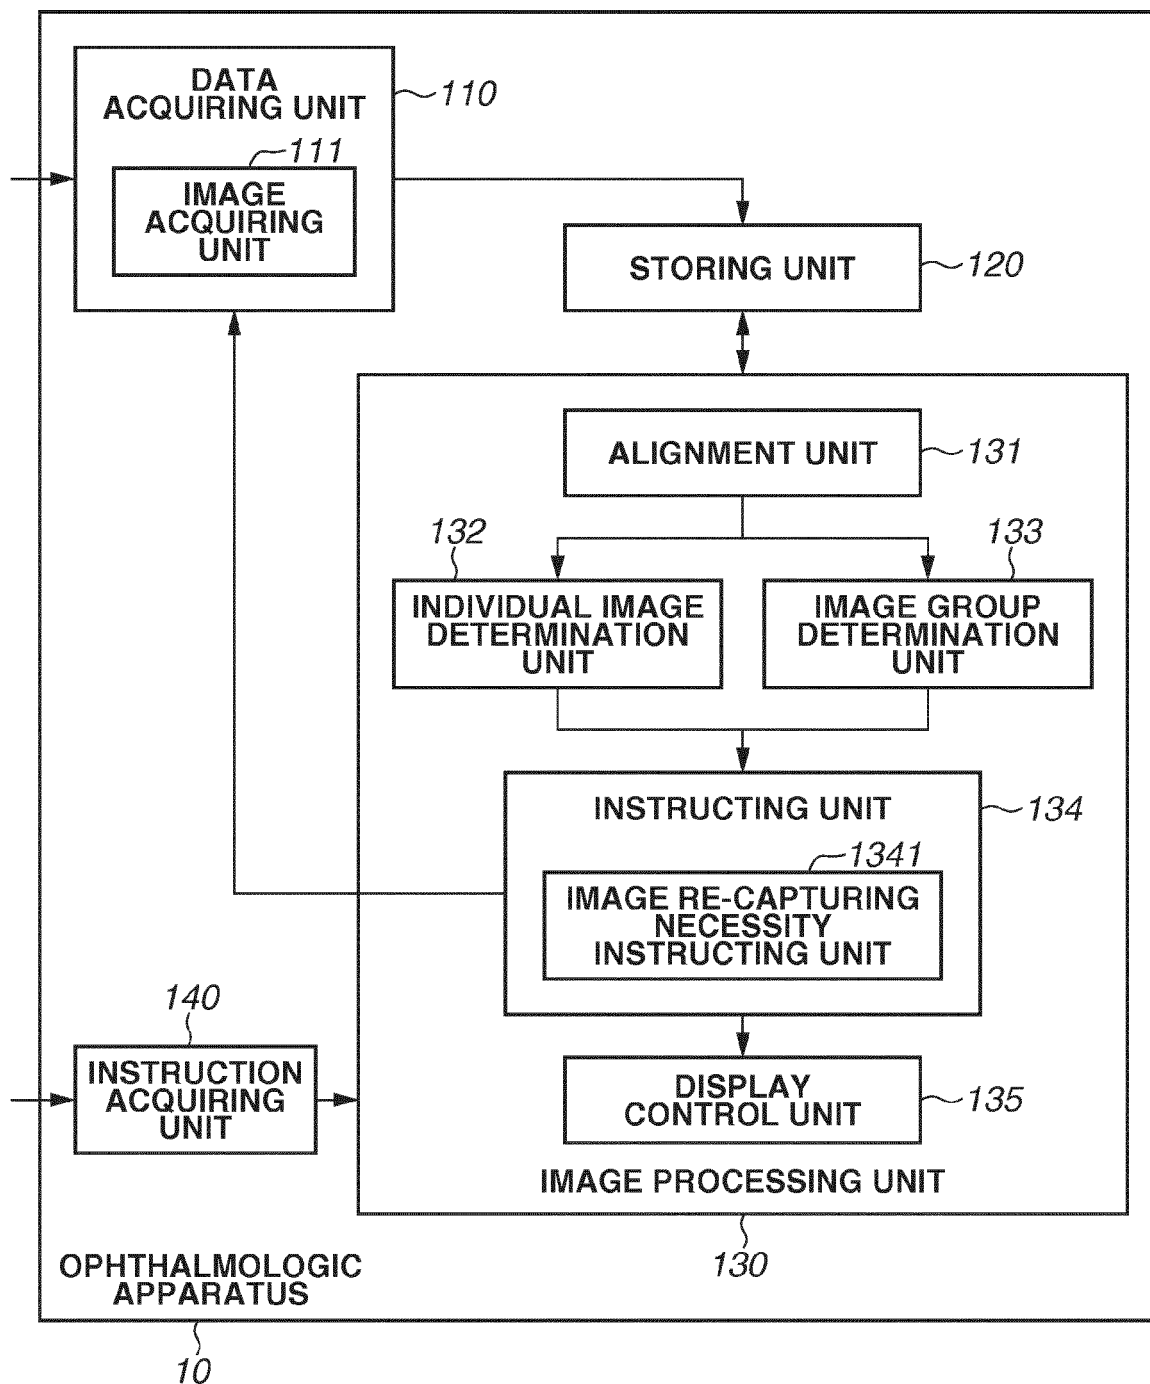 DATA
ACQUIRING UNIT
110
111
IMAGE
ACQUIRING
UNIT
STORING UNIT
120
ALIGNMENT UNIT
131
132
133
INDIVIDUAL IMAGE
DETERMINATION
UNIT
IMAGE GROUP
DETERMINATION
UNIT
INSTRUCTING UNIT
134
1341
IMAGE RE-CAPTURING
NECESSITY
INSTRUCTING UNIT
140
INSTRUCTION
ACQUIRING
UNIT
DISPLAY
CONTROL UNIT
135
IMAGE PROCESSING UNIT
130
OPHTHALMOLOGIC
APPARATUS
10